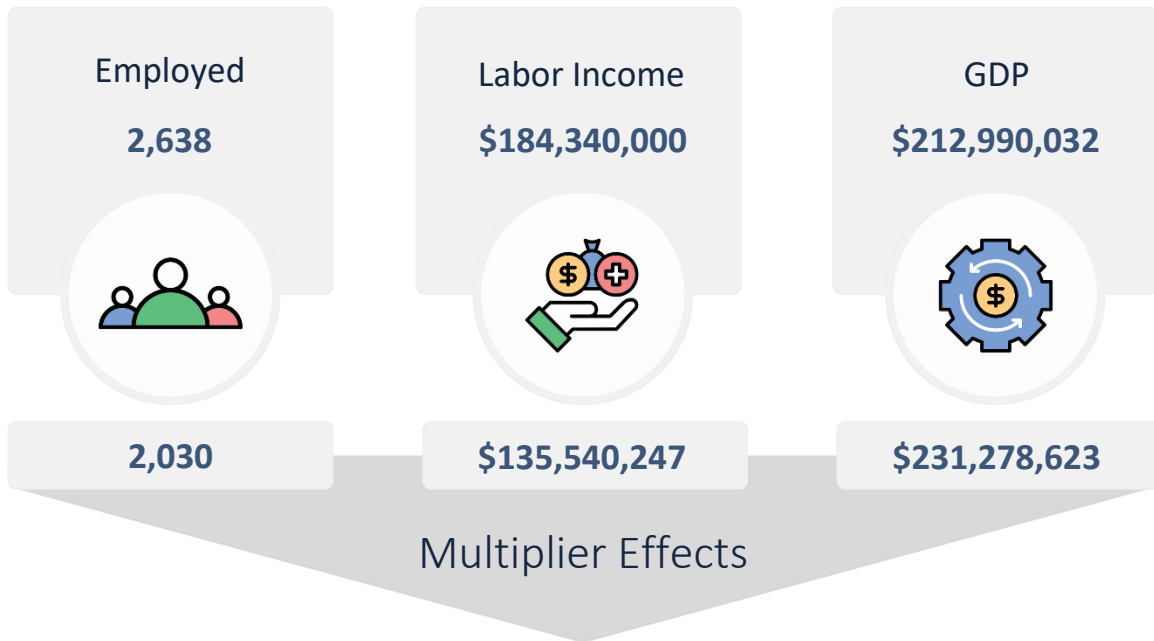 Employed
2,638
Labor Income
$184,340,000
GDP
$212,990,032
$
$
2,030
$135,540,247
$231,278,623
Multiplier Effects